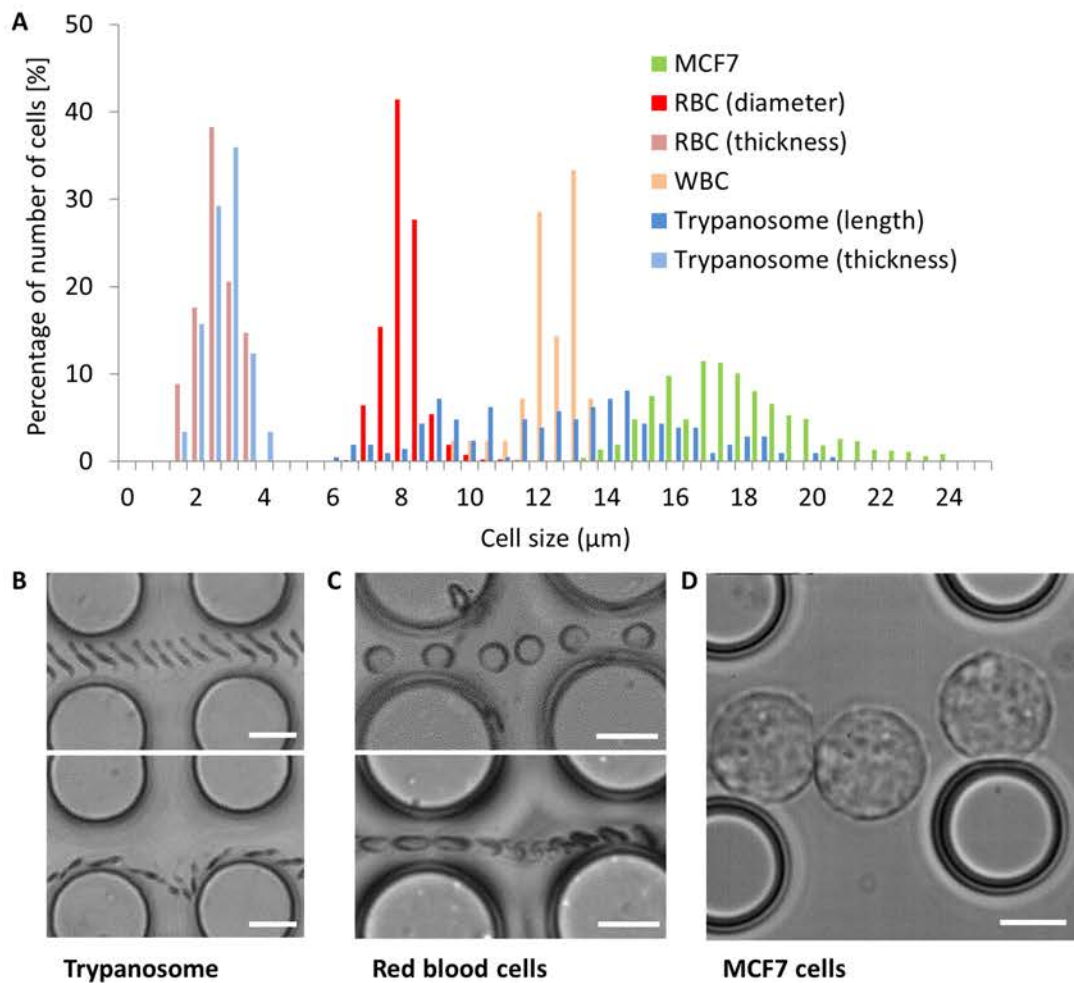 A
50
40
30
20
10
0
Percentage of number of cells [%]
MCF7
RBC (diameter)
RBC (thickness)
WBC
Trypanosome (length)
Trypanosome (thickness)
0 2 4 6 8 10 12 14 16 18 20 22 24
Cell size (µm)
B
C
D
Trypanosome
Red blood cells
MCF7 cells